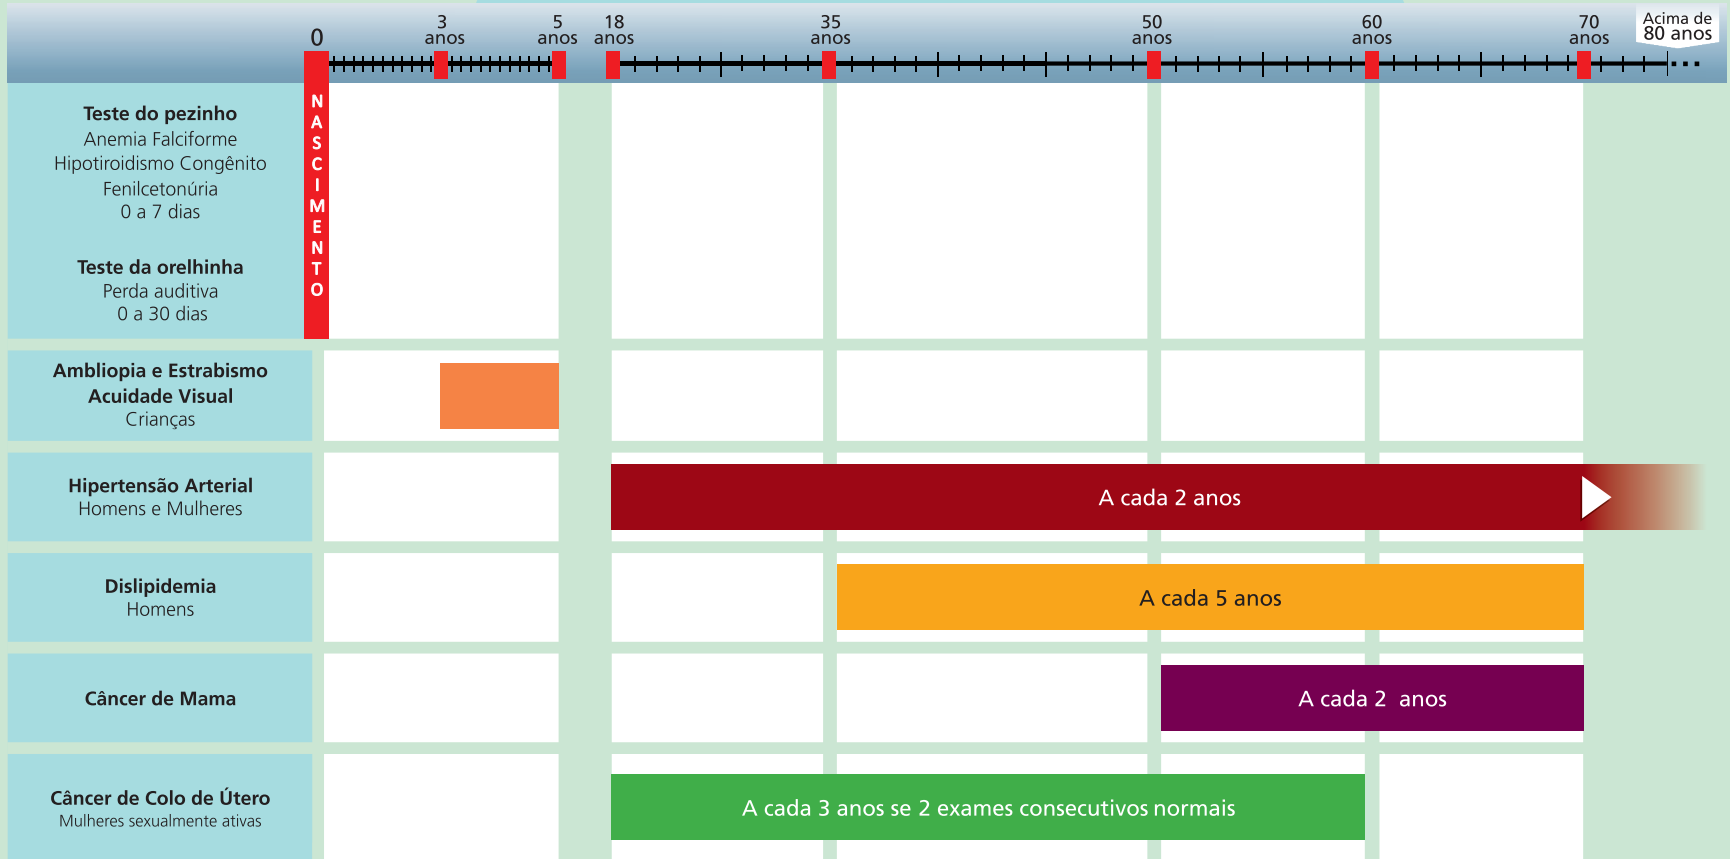 0
3
anos
5
anos
18
anos
35
anos
50
anos
60
anos
70
anos
Acima de
80 anos
NASCIMENTO
Teste do pezinho
Anemia Falciforme
Hipotiroidismo Congênito
Fenilcetonúria
0 a 7 dias
Teste da orelhinha
Perda auditiva
0 a 30 dias
Ambliopia e Estrabismo
Acuidade Visual
Crianças
Hipertensão Arterial
Homens e Mulheres
A cada 2 anos
Dislipidemia
Homens
A cada 5 anos
Câncer de Mama
A cada 2 anos
Câncer de Colo de Útero
Mulheres sexualmente ativas
A cada 3 anos se 2 exames consecutivos normais